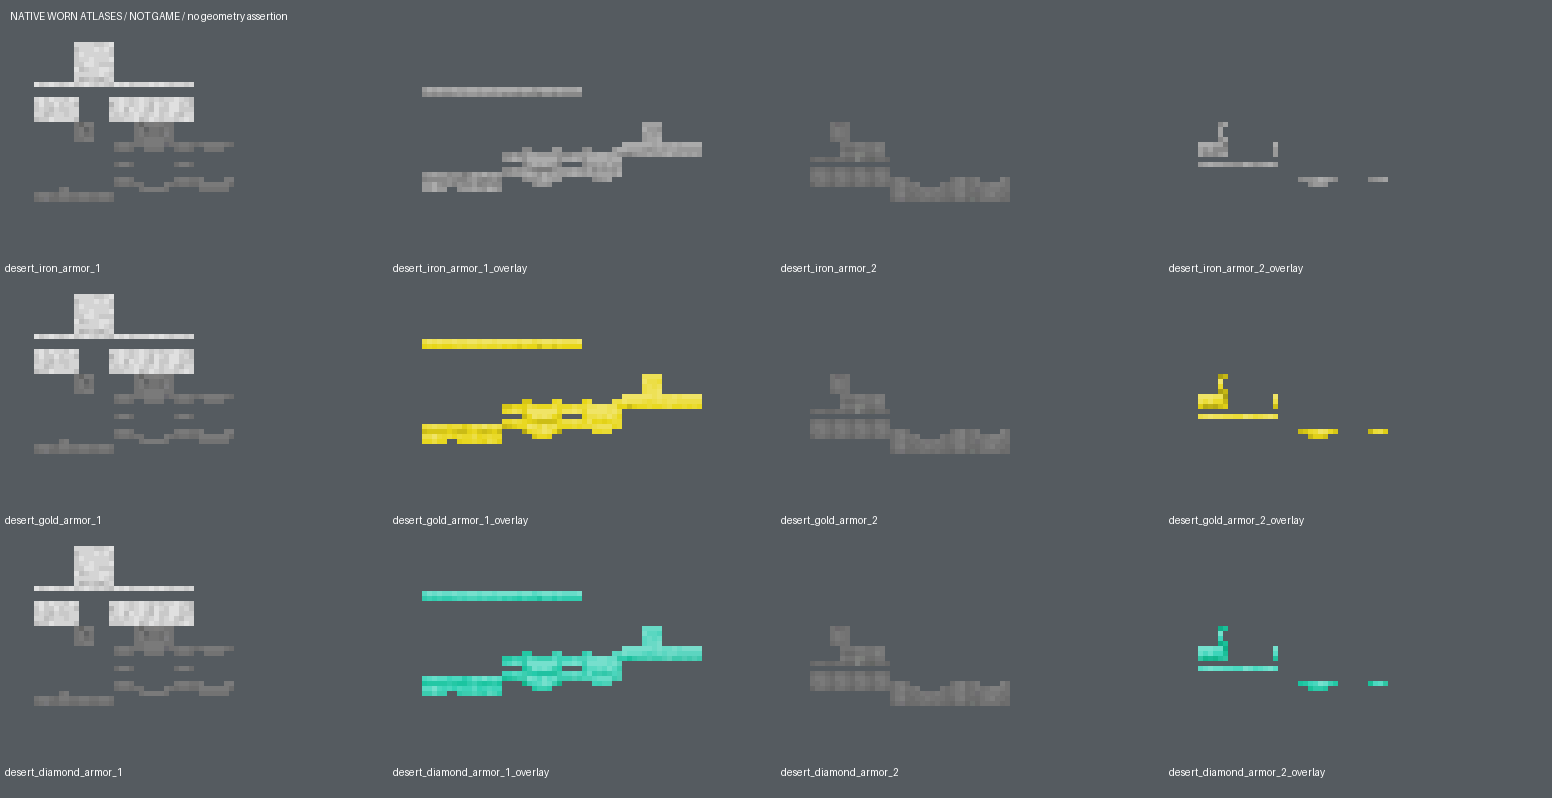 NATIVE WORN ATLASES / NOT GAME / no geometry assertion
desert_iron_armor_1
desert_iron_armor_1_overlay
desert_iron_armor_2
desert_iron_armor_2_overlay
desert_gold_armor_1
desert_gold_armor_1_overlay
desert_gold_armor_2
desert_gold_armor_2_overlay
desert_diamond_armor_1
desert_diamond_armor_1_overlay
desert_diamond_armor_2
desert_diamond_armor_2_overlay